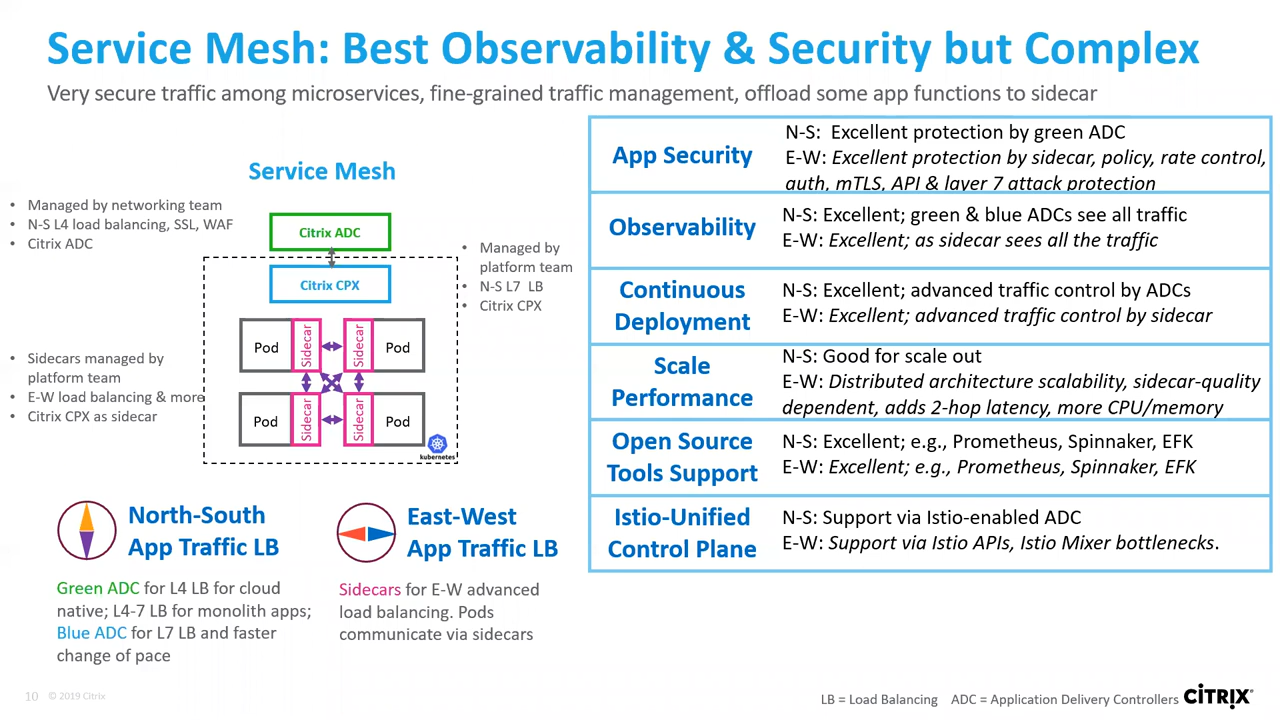 Service Mesh: Best Observability & Security but Complex
Very secure traffic among microservices, fine-grained traffic management, offload some app functions to sidecar
Service Mesh
• Managed by networking team
• N-S L4 load balancing, SSL, WAF
• Citrix ADC
Citrix ADC
Citrix CPX
• Managed by
platform team
• N-S L7 LB
• Citrix CPX
Pod
Sidecar
Sidecar
Pod
• Sidecars managed by
platform team
• E-W load balancing & more
• Citrix CPX as sidecar
Pod
Sidecar
Sidecar
Pod
kubernetes
North-South
App Traffic LB
Green ADC for L4 LB for cloud
native; L4-7 LB for monolith apps;
Blue ADC for L7 LB and faster
change of pace
East-West
App Traffic LB
Sidecars for E-W advanced
load balancing. Pods
communicate via sidecars
App Security
N-S: Excellent protection by green ADC
E-W: Excellent protection by sidecar, policy, rate control,
auth, mTLS, API & layer 7 attack protection
Observability
N-S: Excellent; green & blue ADCs see all traffic
E-W: Excellent; as sidecar sees all the traffic
Continuous
Deployment
N-S: Excellent; advanced traffic control by ADCs
E-W: Excellent; advanced traffic control by sidecar
Scale
Performance
N-S: Good for scale out
E-W: Distributed architecture scalability, sidecar-quality
dependent, adds 2-hop latency, more CPU/memory
Open Source
Tools Support
N-S: Excellent; e.g., Prometheus, Spinnaker, EFK
E-W: Excellent; e.g., Prometheus, Spinnaker, EFK
Istio-Unified
Control Plane
N-S: Support via Istio-enabled ADC
E-W: Support via Istio APIs, Istio Mixer bottlenecks.
10 © 2019 Citrix
LB = Load Balancing ADC = Application Delivery Controllers
CİTRIX